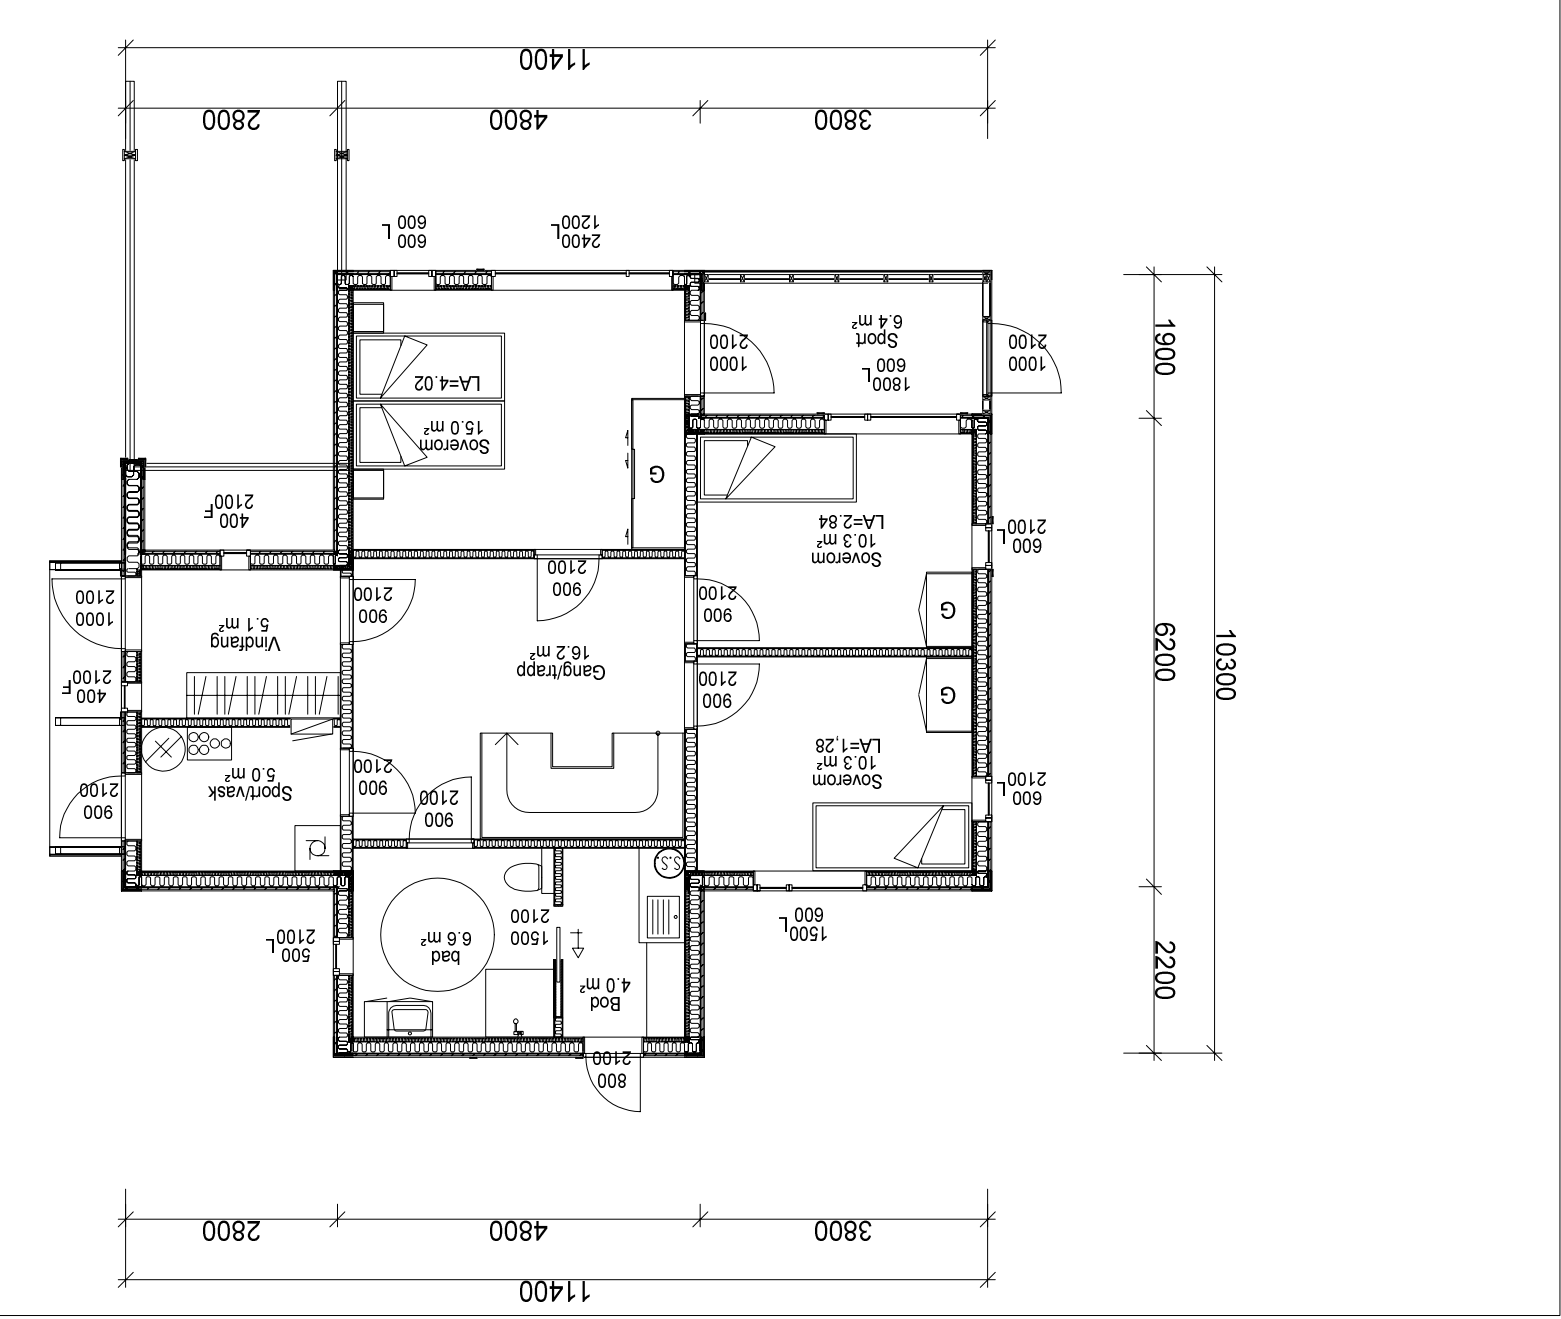 11400
3800
4800
2800
800
2100
2200
Bod
4.0 m²
bad
6.6 m²
1500
2100
500
2100 L
1500 L
600
S.S.
10300
6200
900
2100
900
2100
900
2100
600
2100 L
Soverom
10.3 m²
LA=1,28
Sport/vask
5.0 m²
G
900
2100
400
2100 F
Gang/trapp
16.2 m²
Vindfang
5.1 m²
G
900
2100
900
2100
900
2100
1000
2100
600
2100 L
Soverom
10.3 m²
LA=2.84
400
2100 F
G
Soverom
15.0 m²
LA=4.02
1900
1800 L
600
Sport
6.4 m²
1000
2100
1000
2100
2400 L
1200
600
600 L
3800
4800
2800
11400